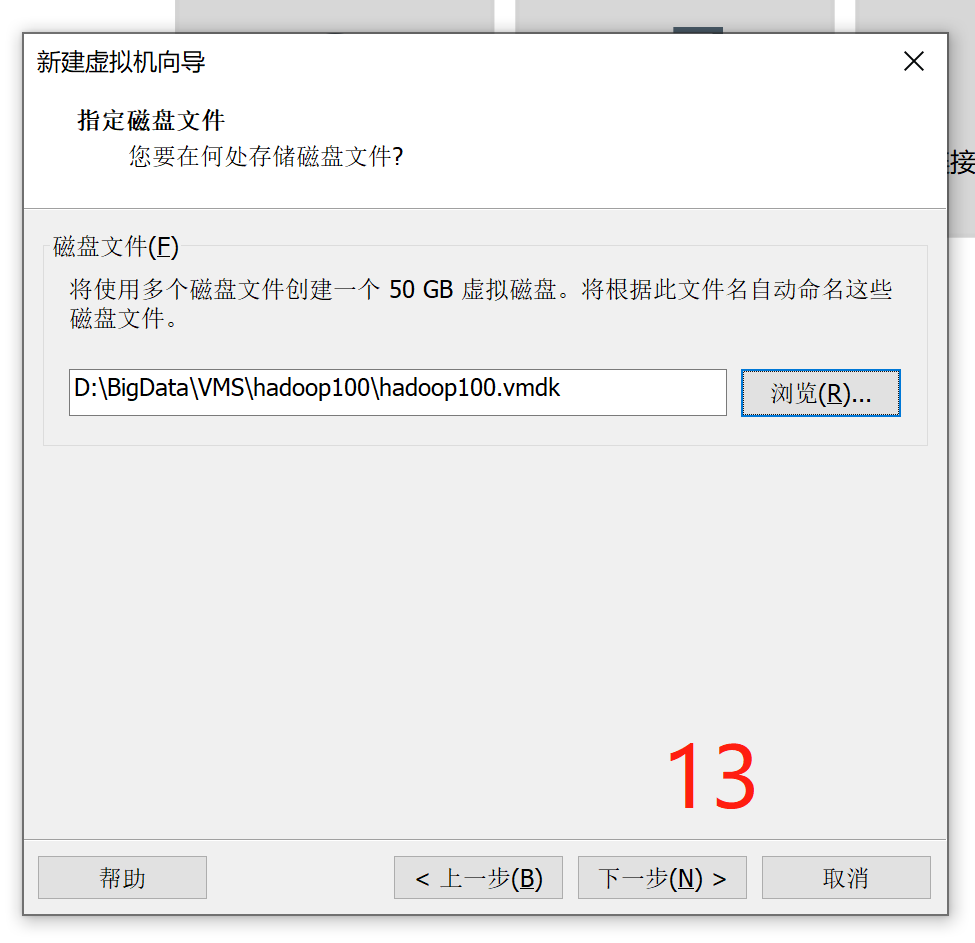 新建虚拟机向导
指定磁盘文件
您要在何处存储磁盘文件?
接
磁盘文件(F)
将使用多个磁盘文件创建一个 50 GB 虚拟磁盘。将根据此文件名自动命名这些
磁盘文件。
D:\BigData\VMS\hadoop100\hadoop100.vmdk
浏览(R)...
13
帮助
< 上一步(B)
下一步(N) >
取消